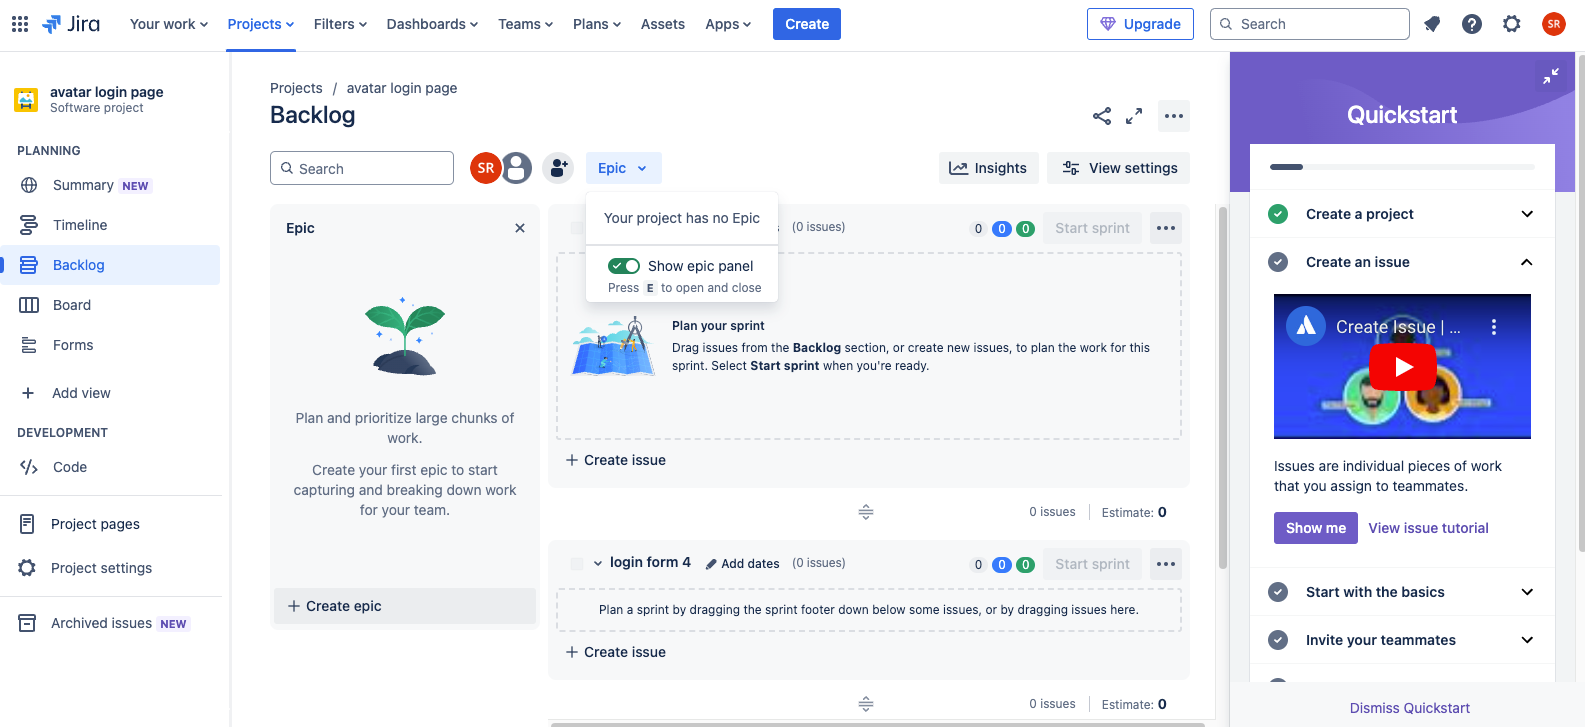 Jira
Your work
Projects
Filters
Dashboards
Teams
Plans
Assets
Apps
Create
Upgrade
Search
SR
avatar login page
Software project
PLANNING
Summary NEW
Timeline
Backlog
Board
Forms
Add view
DEVELOPMENT
Code
Project pages
Project settings
Archived issues NEW
Projects / avatar login page
Backlog
Search
SR
Epic
Insights
View settings
Epic
Your project has no Epic
Show epic panel
Press E to open and close
Plan and prioritize large chunks of
work.
Create your first epic to start
capturing and breaking down work
for your team.
Create epic
(0 issues)
0 0 0
Start sprint
Plan your sprint
Drag issues from the Backlog section, or create new issues, to plan the work for this
sprint. Select Start sprint when you're ready.
Create issue
0 issues
Estimate: 0
login form 4
Add dates
(0 issues)
0 0 0
Start sprint
Plan a sprint by dragging the sprint footer down below some issues, or by dragging issues here.
Create issue
0 issues
Estimate: 0
Quickstart
Create a project
Create an issue
Create Issue | ...
Issues are individual pieces of work
that you assign to teammates.
Show me
View issue tutorial
Start with the basics
Invite your teammates
Dismiss Quickstart